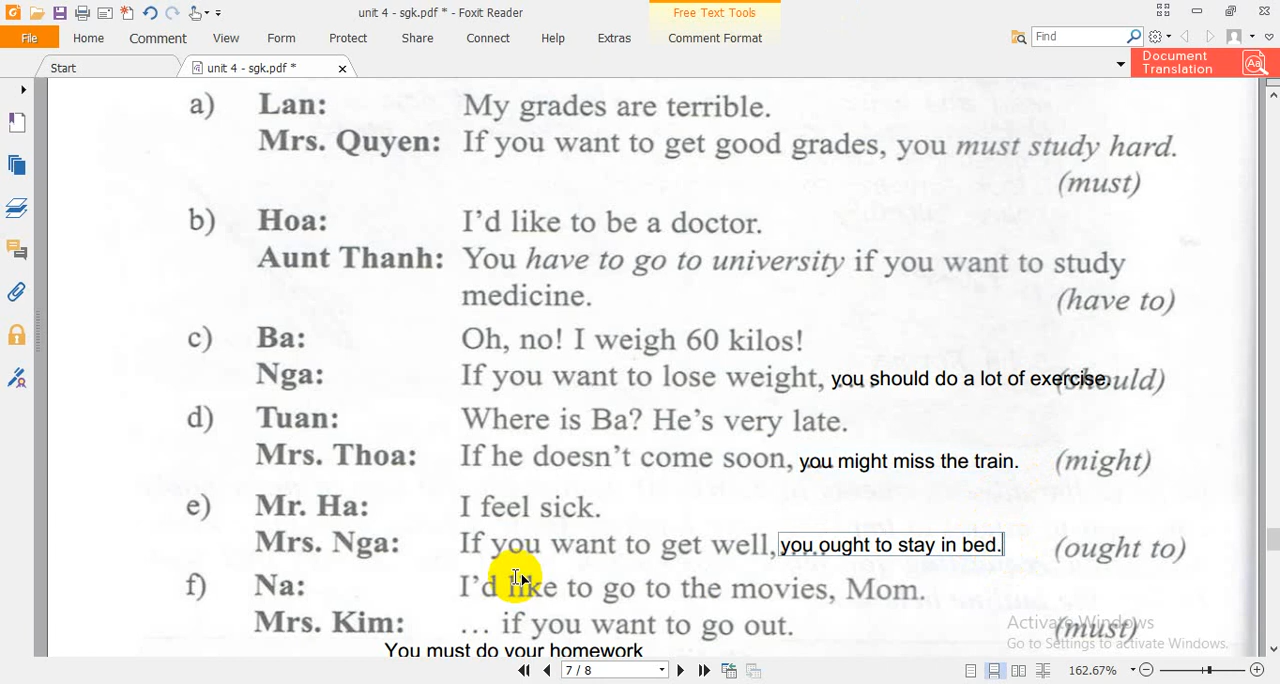 unit 4 - sgk.pdf * - Foxit Reader
Free Text Tools
File Home Comment View Form Protect Share Connect Help Extras Comment Format
Find
Start
unit 4 - sgk.pdf *
Document Translation
a) Lan: My grades are terrible.
Mrs. Quyen: If you want to get good grades, you must study hard.
(must)
b) Hoa: I'd like to be a doctor.
Aunt Thanh: You have to go to university if you want to study
medicine. (have to)
c) Ba: Oh, no! I weigh 60 kilos!
Nga: If you want to lose weight, you should do a lot of exercise. (should)
d) Tuan: Where is Ba? He's very late.
Mrs. Thoa: If he doesn't come soon, you might miss the train. (might)
e) Mr. Ha: I feel sick.
Mrs. Nga: If you want to get well, you ought to stay in bed. (ought to)
f) Na: I'd like to go to the movies, Mom.
Mrs. Kim: … if you want to go out. (must)
You must do your homework
Activate Windows
Go to Settings to activate Windows.
7 / 8
162.67%